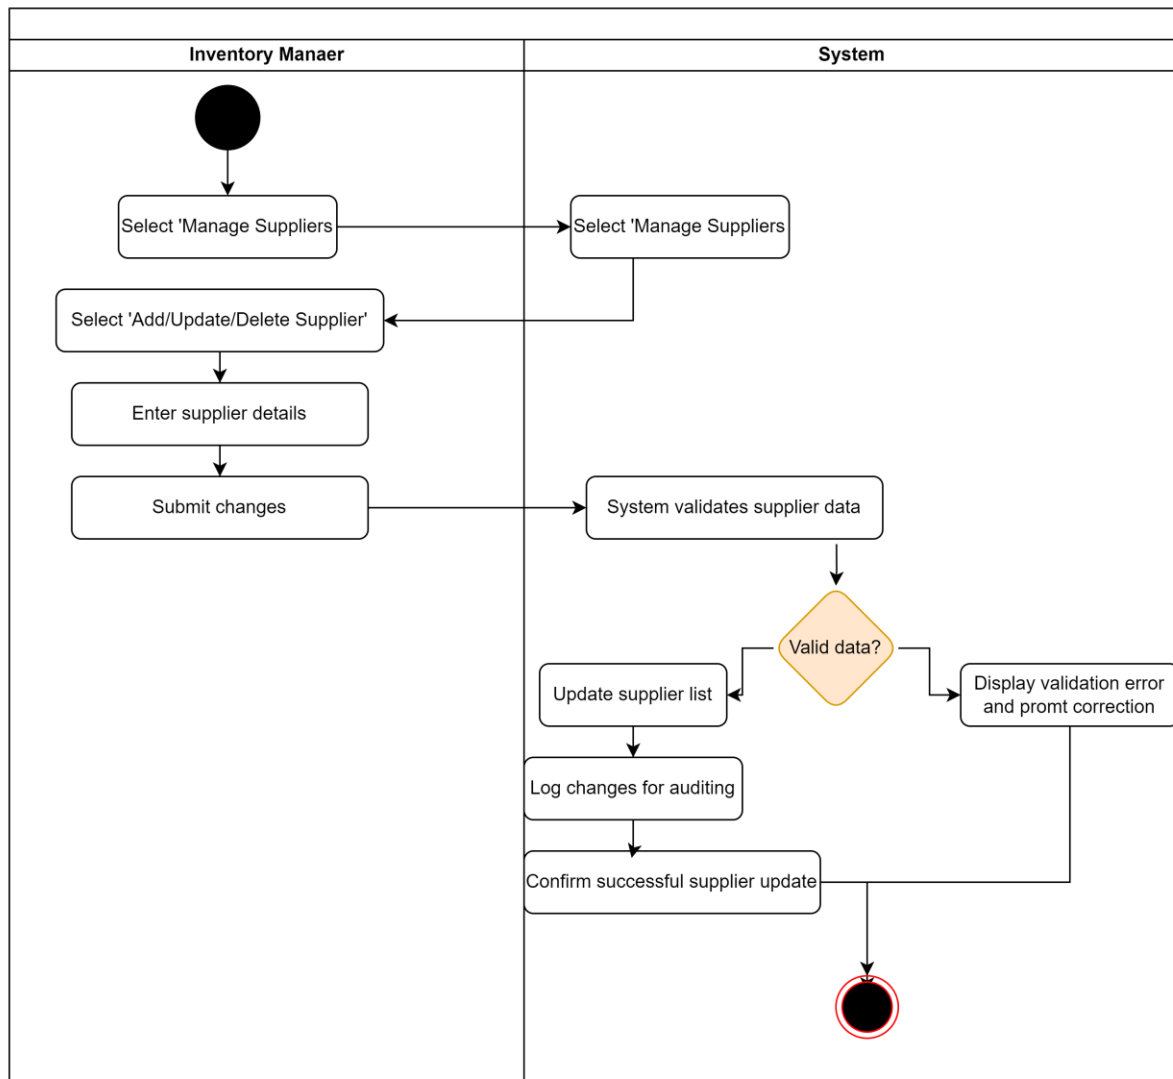 Inventory Manaer
System
Select 'Manage Suppliers
Select 'Manage Suppliers
Select 'Add/Update/Delete Supplier'
Enter supplier details
Submit changes
System validates supplier data
Valid data?
Update supplier list
Display validation error
and promt correction
Log changes for auditing
Confirm successful supplier update